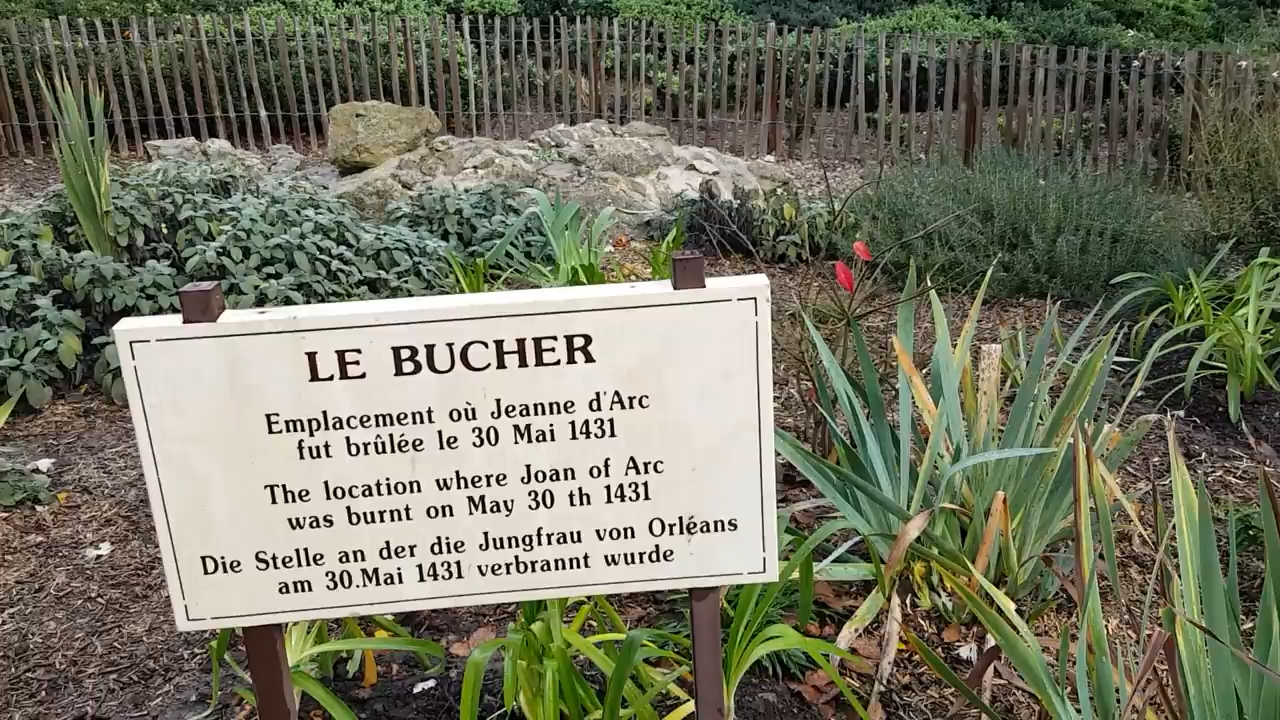 LE BUCHER
Emplacement où Jeanne d'Arc
fut brûlée le 30 Mai 1431
The location where Joan of Arc
was burnt on May 30 th 1431
Die Stelle an der die Jungfrau von Orléans
am 30.Mai 1431 verbrannt wurde